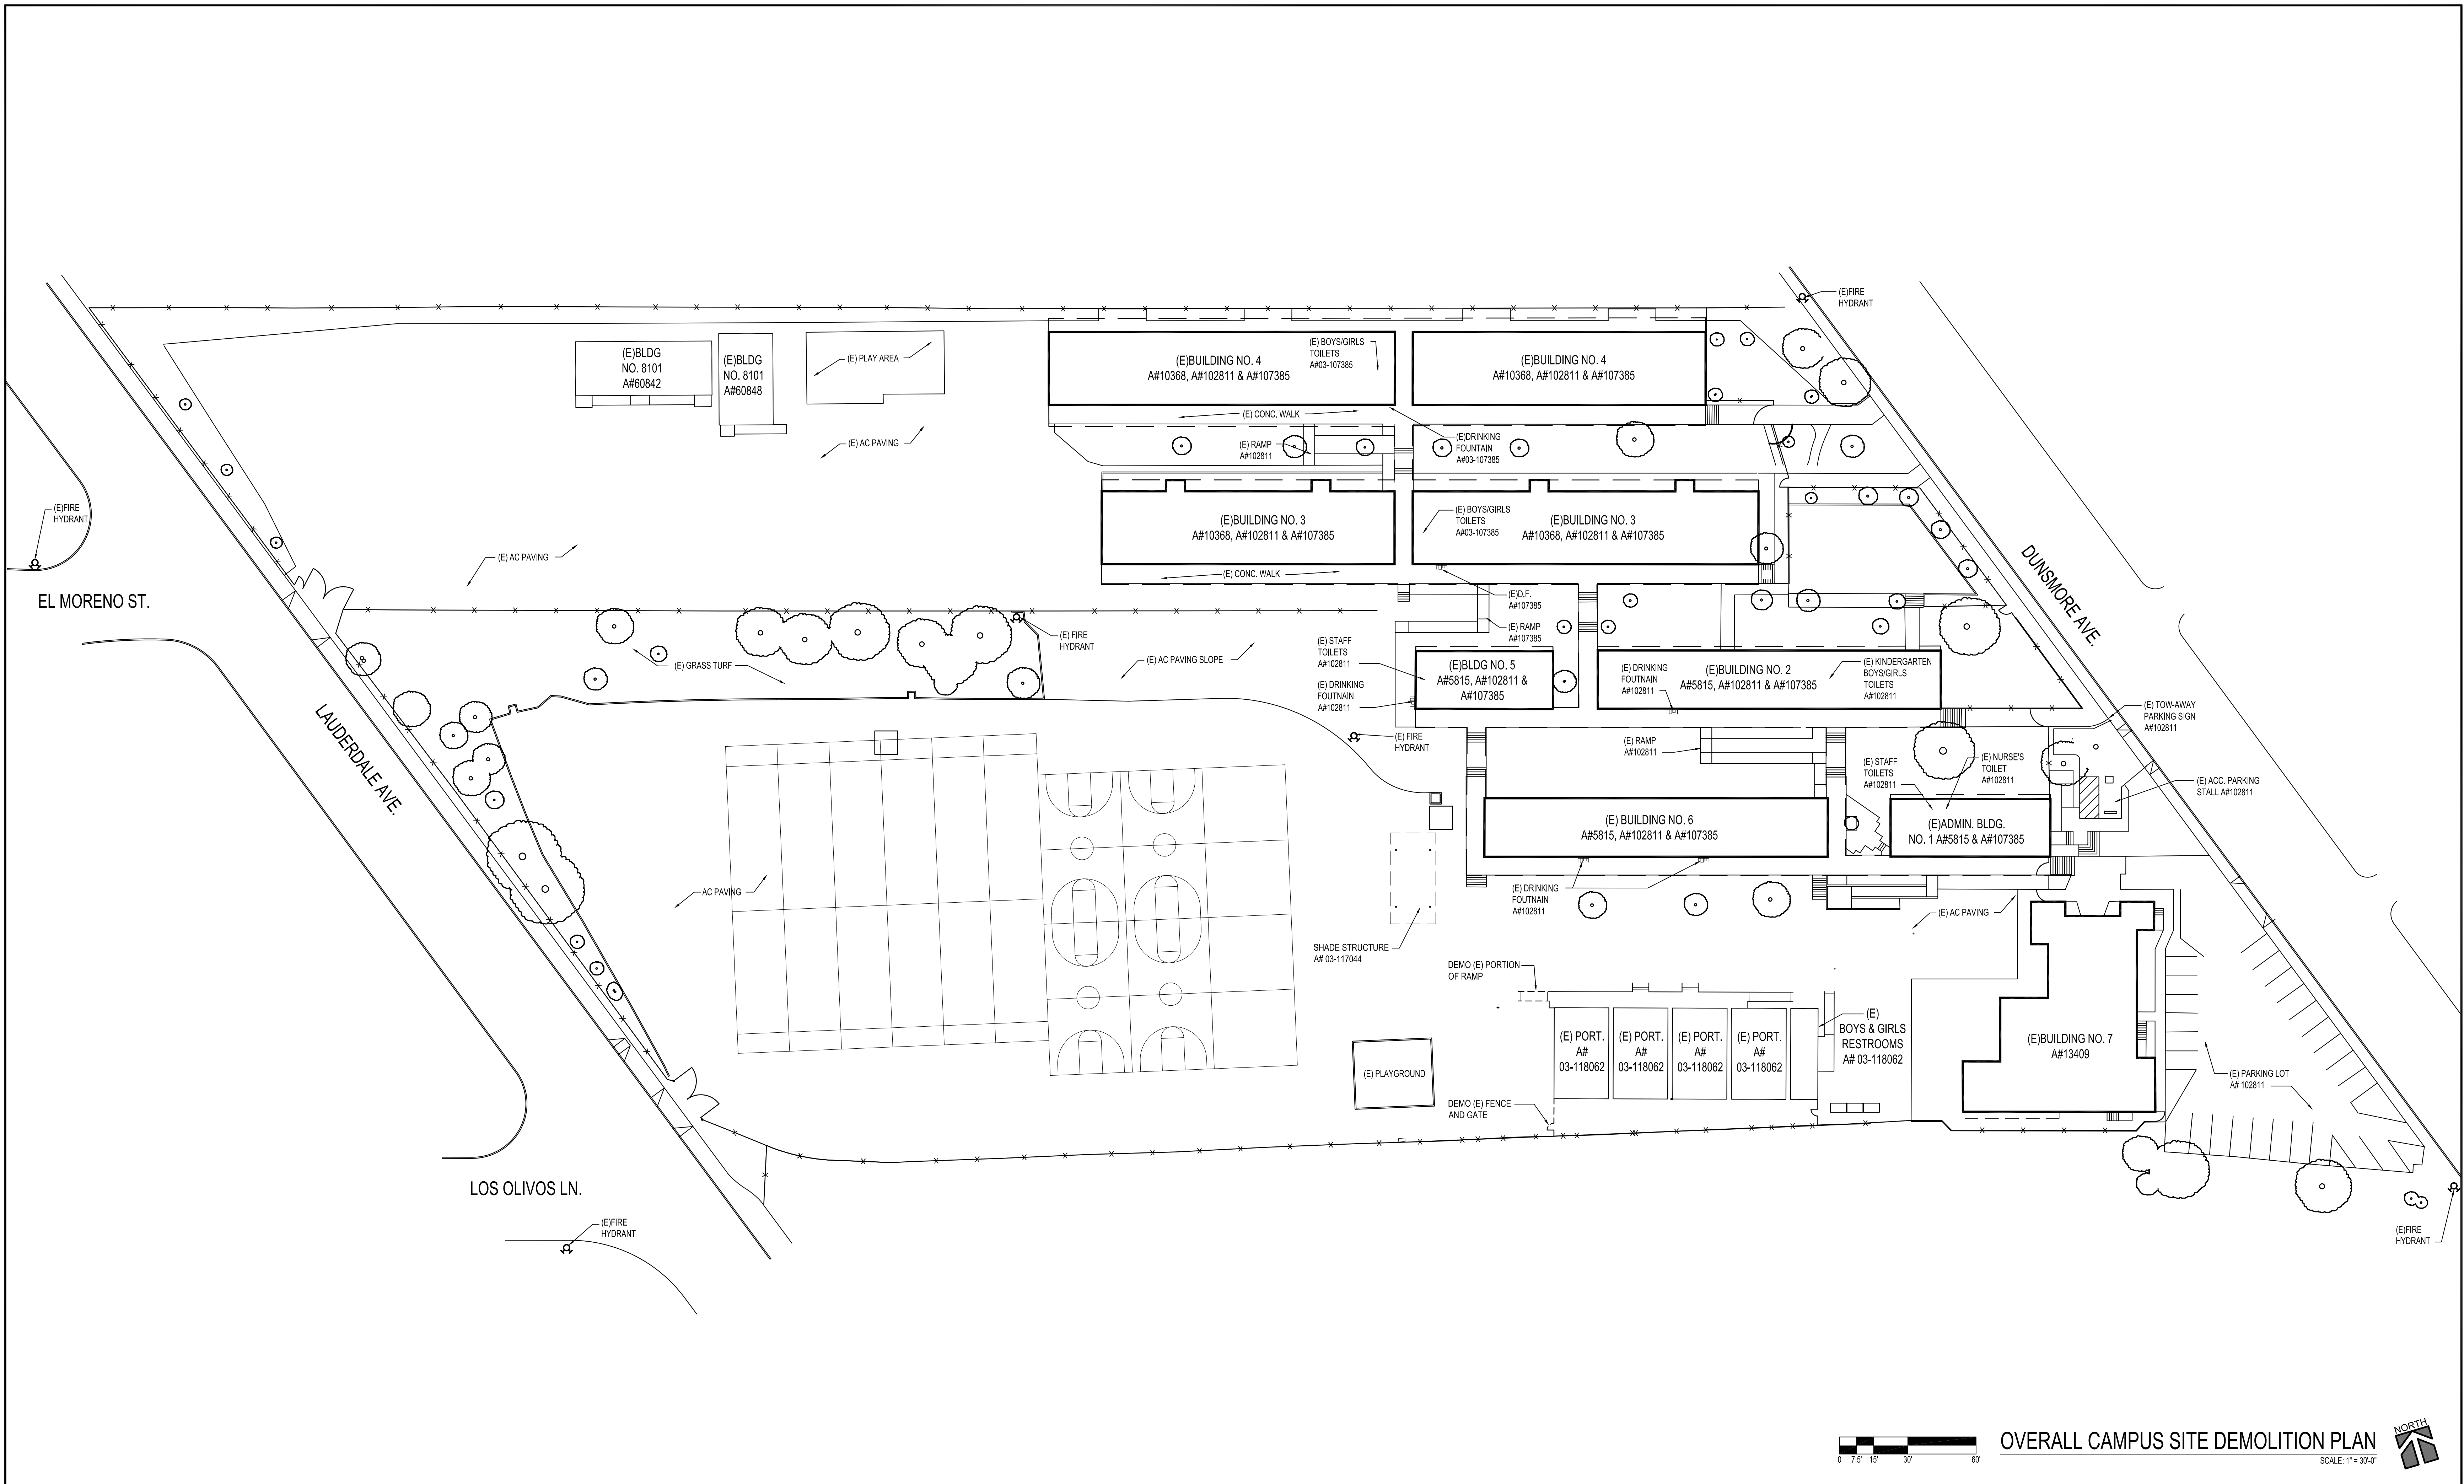 (E)FIRE
HYDRANT
(E)BLDG
NO. 8101
A#60842
(E)BLDG
NO. 8101
A#60848
(E) PLAY AREA
(E)BUILDING NO. 4
A#10368, A#102811 & A#107385
(E) BOYS/GIRLS
TOILETS
A#03-107385
(E)BUILDING NO. 4
A#10368, A#102811 & A#107385
(E) CONC. WALK
(E) AC PAVING
(E) RAMP
A#102811
(E)DRINKING
FOUNTAIN
A#03-107385
(E)FIRE
HYDRANT
EL MORENO ST.
(E) AC PAVING
(E)BUILDING NO. 3
A#10368, A#102811 & A#107385
(E) BOYS/GIRLS
TOILETS
A#03-107385
(E)BUILDING NO. 3
A#10368, A#102811 & A#107385
(E) CONC. WALK
DUNSMORE AVE.
(E)D.F.
A#107385
(E) RAMP
A#107385
(E) FIRE
HYDRANT
(E) GRASS TURF
(E) AC PAVING SLOPE
(E) STAFF
TOILETS
A#102811
(E) DRINKING
FOUTNAIN
A#102811
(E)BLDG NO. 5
A#5815, A#102811 &
A#107385
(E) DRINKING
FOUTNAIN
A#102811
(E)BUILDING NO. 2
A#5815, A#102811 & A#107385
(E) KINDERGARTEN
BOYS/GIRLS
TOILETS
A#102811
(E) TOW-AWAY
PARKING SIGN
A#102811
LAUDERDALE AVE.
(E) FIRE
HYDRANT
(E) RAMP
A#102811
(E) STAFF
TOILETS
A#102811
(E) NURSE'S
TOILET
A#102811
(E) ACC. PARKING
STALL A#102811
(E) BUILDING NO. 6
A#5815, A#102811 & A#107385
(E)ADMIN. BLDG.
NO. 1 A#5815 & A#107385
AC PAVING
(E) DRINKING
FOUTNAIN
A#102811
(E) AC PAVING
SHADE STRUCTURE
A# 03-117044
DEMO (E) PORTION
OF RAMP
(E) PORT.
A#
03-118062
(E) PORT.
A#
03-118062
(E) PORT.
A#
03-118062
(E) PORT.
A#
03-118062
(E)
BOYS & GIRLS
RESTROOMS
A# 03-118062
(E)BUILDING NO. 7
A#13409
(E) PLAYGROUND
(E) PARKING LOT
A# 102811
DEMO (E) FENCE
AND GATE
LOS OLIVOS LN.
(E)FIRE
HYDRANT
(E)FIRE
HYDRANT
0 7.5' 15' 30' 60'
OVERALL CAMPUS SITE DEMOLITION PLAN
SCALE: 1" = 30'-0"
NORTH